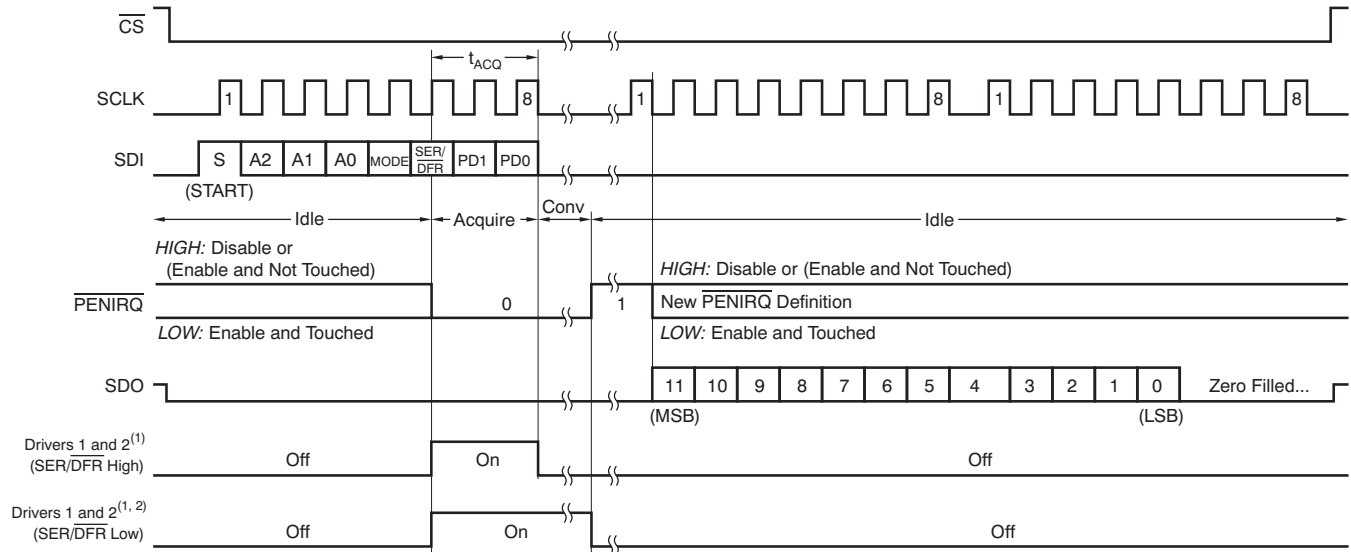 CS
tACQ
SCLK 1 8 1 8 1 8
SDI S A2 A1 A0 MODE SER/DFR PD1 PD0
(START)
Idle Acquire Conv Idle
HIGH: Disable or
(Enable and Not Touched)
HIGH: Disable or (Enable and Not Touched)
PENIRQ 0 1 New PENIRQ Definition
LOW: Enable and Touched
LOW: Enable and Touched
SDO 11 10 9 8 7 6 5 4 3 2 1 0 Zero Filled...
(MSB) (LSB)
Drivers 1 and 2(1)
(SER/DFR High)
Off On Off
Drivers 1 and 2(1, 2)
(SER/DFR Low)
Off On Off